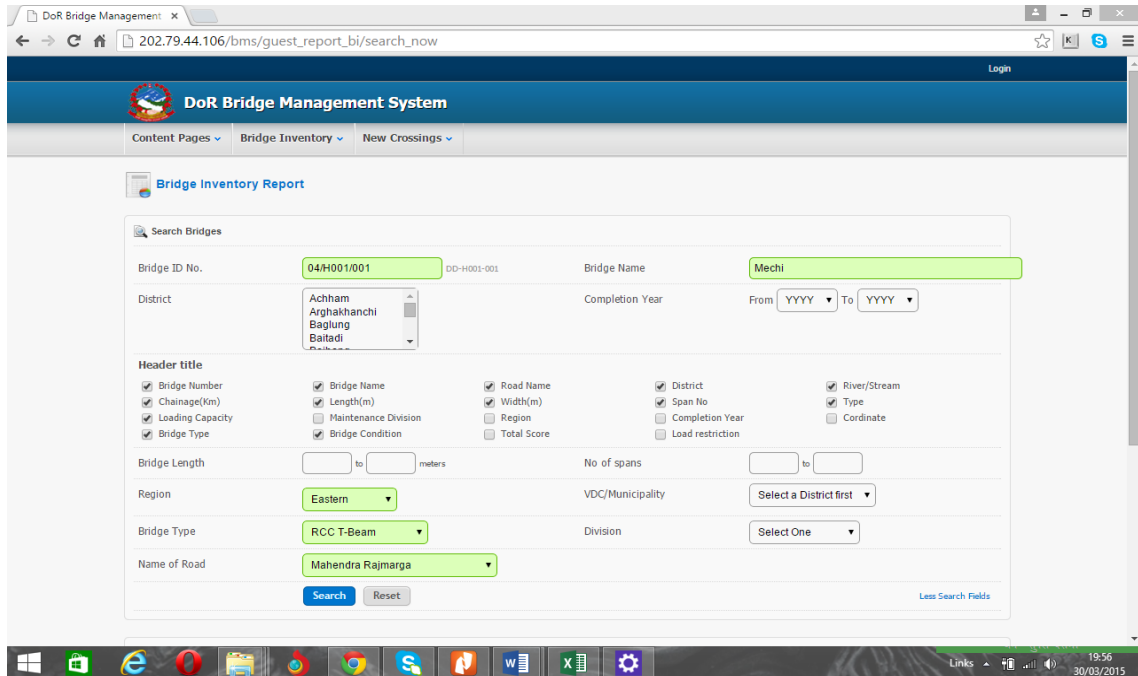 DoR Bridge Management
202.79.44.106/bms/guest_report_bi/search_now
Login
DoR Bridge Management System
Content Pages Bridge Inventory New Crossings
Bridge Inventory Report
Search Bridges
Bridge ID No. 04/H001/001 DD-H001-001 Bridge Name Mechi
District Achham Completion Year From YYYY To YYYY
Arghakhanchi
Baglung
Baitadi
Header title
Bridge Number Bridge Name Road Name District River/Stream
Chainage(Km) Length(m) Width(m) Span No Type
Loading Capacity Maintenance Division Region Completion Year Cordinate
Bridge Type Bridge Condition Total Score Load restriction
Bridge Length to meters No of spans to
Region Eastern VDC/Municipality Select a District first
Bridge Type RCC T-Beam Division Select One
Name of Road Mahendra Rajmarga
Search Reset Less Search Fields
Links 19:56
30/03/2015